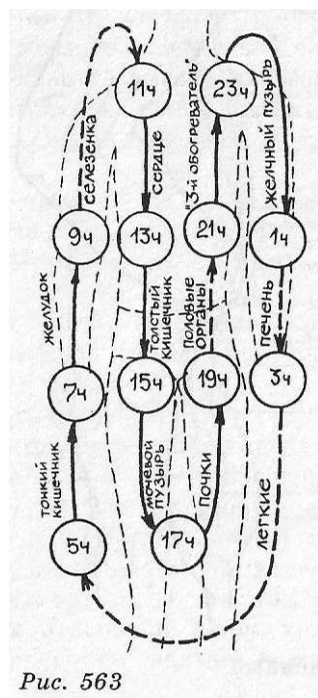 11ч
23ч
селезенка
сердце
"3-й обогреватель"
желчный пузырь
9ч
13ч
21ч
1ч
желудок
толстый
кишечник
половые
органы
печень
7ч
15ч
19ч
3ч
тонкий
кишечник
мочевой
пузырь
почки
легкие
5ч
17ч
Рис. 563